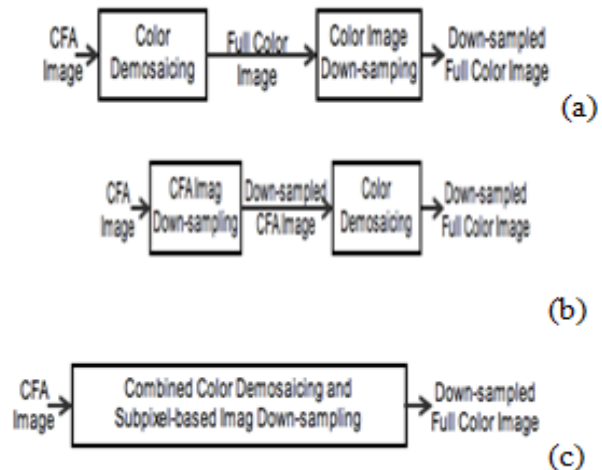 CFA
Image
Color
Demosaicing
Full Color
Image
Color Image
Down-samping
Down-sampled
Full Color Image
(a)
CFA
Image
CFA Imag
Down-sampling
Down-sampled
CFA Image
Color
Demosaicing
Down-sampled
Full Color Image
(b)
CFA
Image
Combined Color Demosaicing and
Subpixel-based Imag Down-sampling
Down-sampled
Full Color Image
(c)